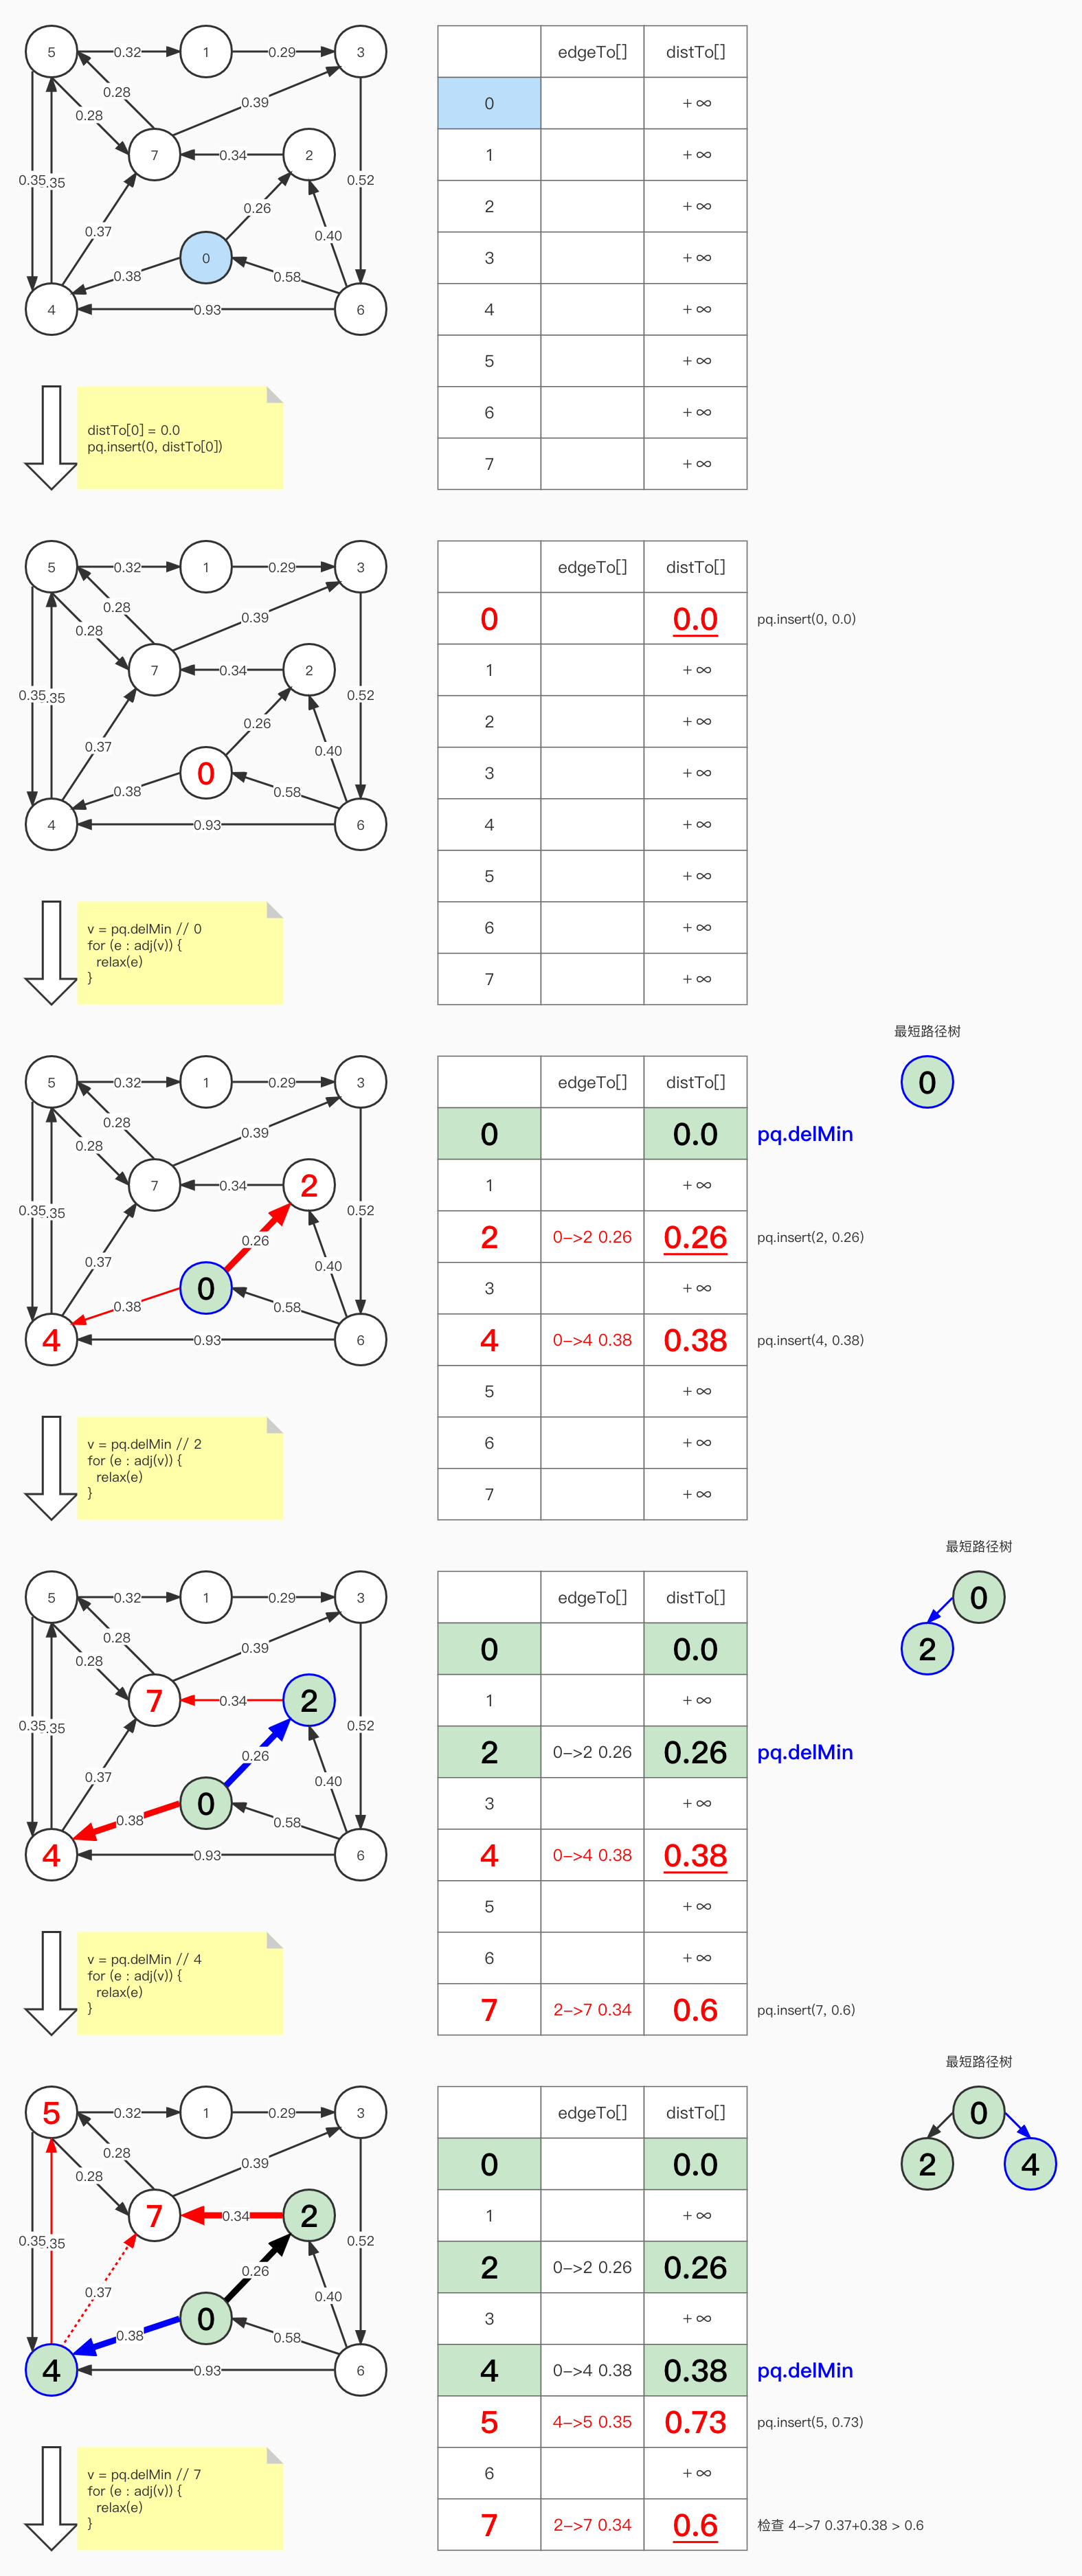 5 0.32 1 0.29 3
0.28
0.39
0.28
7 0.34 2
0.35 0.35 0.52
0.26
0.37 0.40
0
0.38 0.58
4 0.93 6
edgeTo[] distTo[]
0 +∞
1 +∞
2 +∞
3 +∞
4 +∞
5 +∞
6 +∞
7 +∞
distTo[0] = 0.0
pq.insert(0, distTo[0])
5 0.32 1 0.29 3
0.28
0.39
0.28
7 0.34 2
0.35 0.35 0.52
0.26
0.37 0.40
0
0.38 0.58
4 0.93 6
edgeTo[] distTo[]
0 0.0 pq.insert(0, 0.0)
1 +∞
2 +∞
3 +∞
4 +∞
5 +∞
6 +∞
7 +∞
v = pq.delMin // 0
for (e : adj(v)) {
relax(e)
}
最短路径树
0
5 0.32 1 0.29 3
0.28
0.39
0.28
7 0.34 2
0.35 0.35 0.52
0.26
0.37 0.40
0
0.38 0.58
4 0.93 6
edgeTo[] distTo[]
0 0.0 pq.delMin
1 +∞
2 0->2 0.26 0.26 pq.insert(2, 0.26)
3 +∞
4 0->4 0.38 0.38 pq.insert(4, 0.38)
5 +∞
6 +∞
7 +∞
v = pq.delMin // 2
for (e : adj(v)) {
relax(e)
}
最短路径树
0
2
5 0.32 1 0.29 3
0.28
0.39
0.28
7 0.34 2
0.35 0.35 0.52
0.26
0.37 0.40
0
0.38 0.58
4 0.93 6
edgeTo[] distTo[]
0 0.0
1 +∞
2 0->2 0.26 0.26 pq.delMin
3 +∞
4 0->4 0.38 0.38
5 +∞
6 +∞
7 2->7 0.34 0.6 pq.insert(7, 0.6)
v = pq.delMin // 4
for (e : adj(v)) {
relax(e)
}
最短路径树
0
2 4
5 0.32 1 0.29 3
0.28
0.39
0.28
7 0.34 2
0.35 0.35 0.52
0.26
0.37 0.40
0
0.38 0.58
4 0.93 6
edgeTo[] distTo[]
0 0.0
1 +∞
2 0->2 0.26 0.26
3 +∞
4 0->4 0.38 0.38 pq.delMin
5 4->5 0.35 0.73 pq.insert(5, 0.73)
6 +∞
7 2->7 0.34 0.6 检查 4->7 0.37+0.38 > 0.6
v = pq.delMin // 7
for (e : adj(v)) {
relax(e)
}